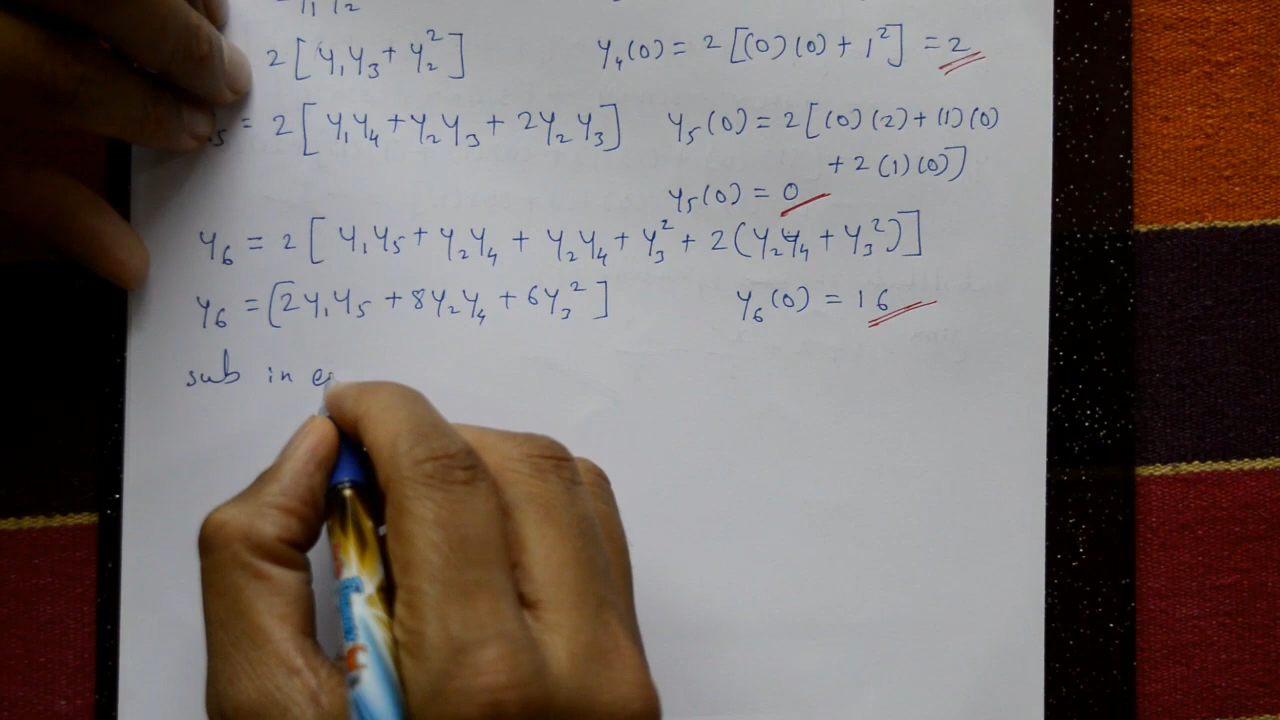 2[y₁y₃ + y₂²] y₄(0) = 2[(0)(0) + 1²] = 2
₅ = 2[y₁y₄ + y₂y₃ + 2y₂y₃] y₅(0) = 2[(0)(2) + (1)(0)
+ 2(1)(0)]
y₅(0) = 0
y₆ = 2[y₁y₅ + y₂y₄ + y₂y₄ + y₃² + 2(y₂y₄ + y₃²)]
y₆ = [2y₁y₅ + 8y₂y₄ + 6y₃²] y₆(0) = 16
sub in